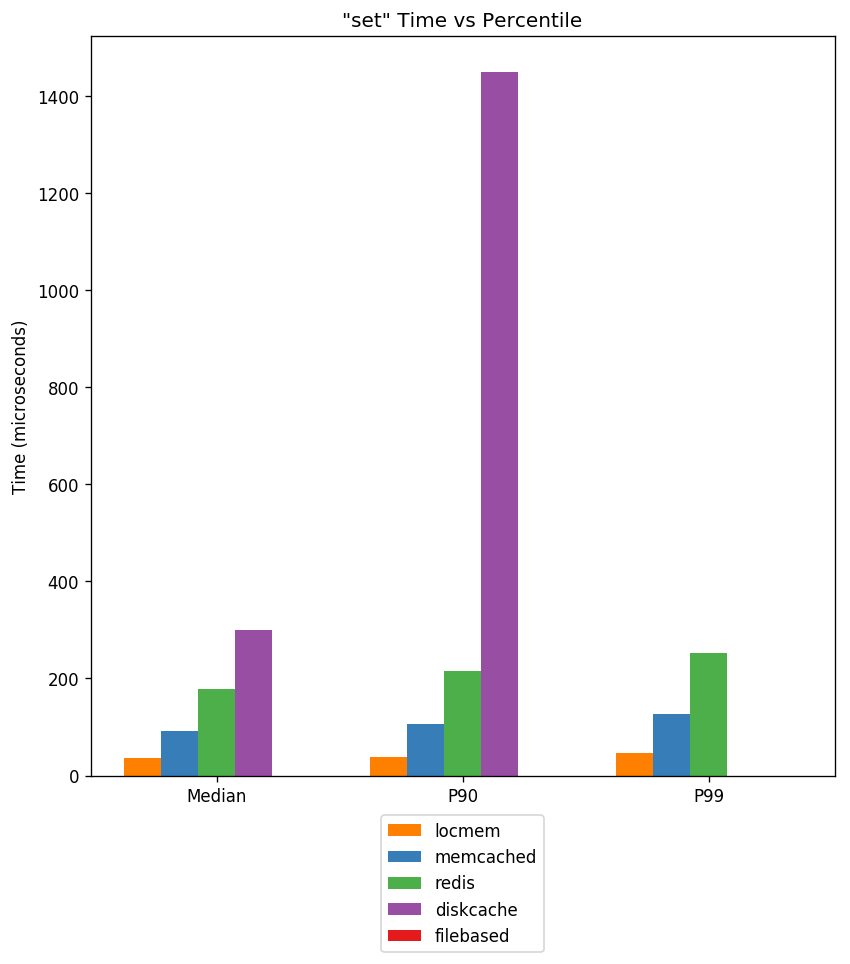 "set" Time vs Percentile
Time (microseconds)
1400
1200
1000
800
600
400
200
0
Median P90 P99
locmem
memcached
redis
diskcache
filebased